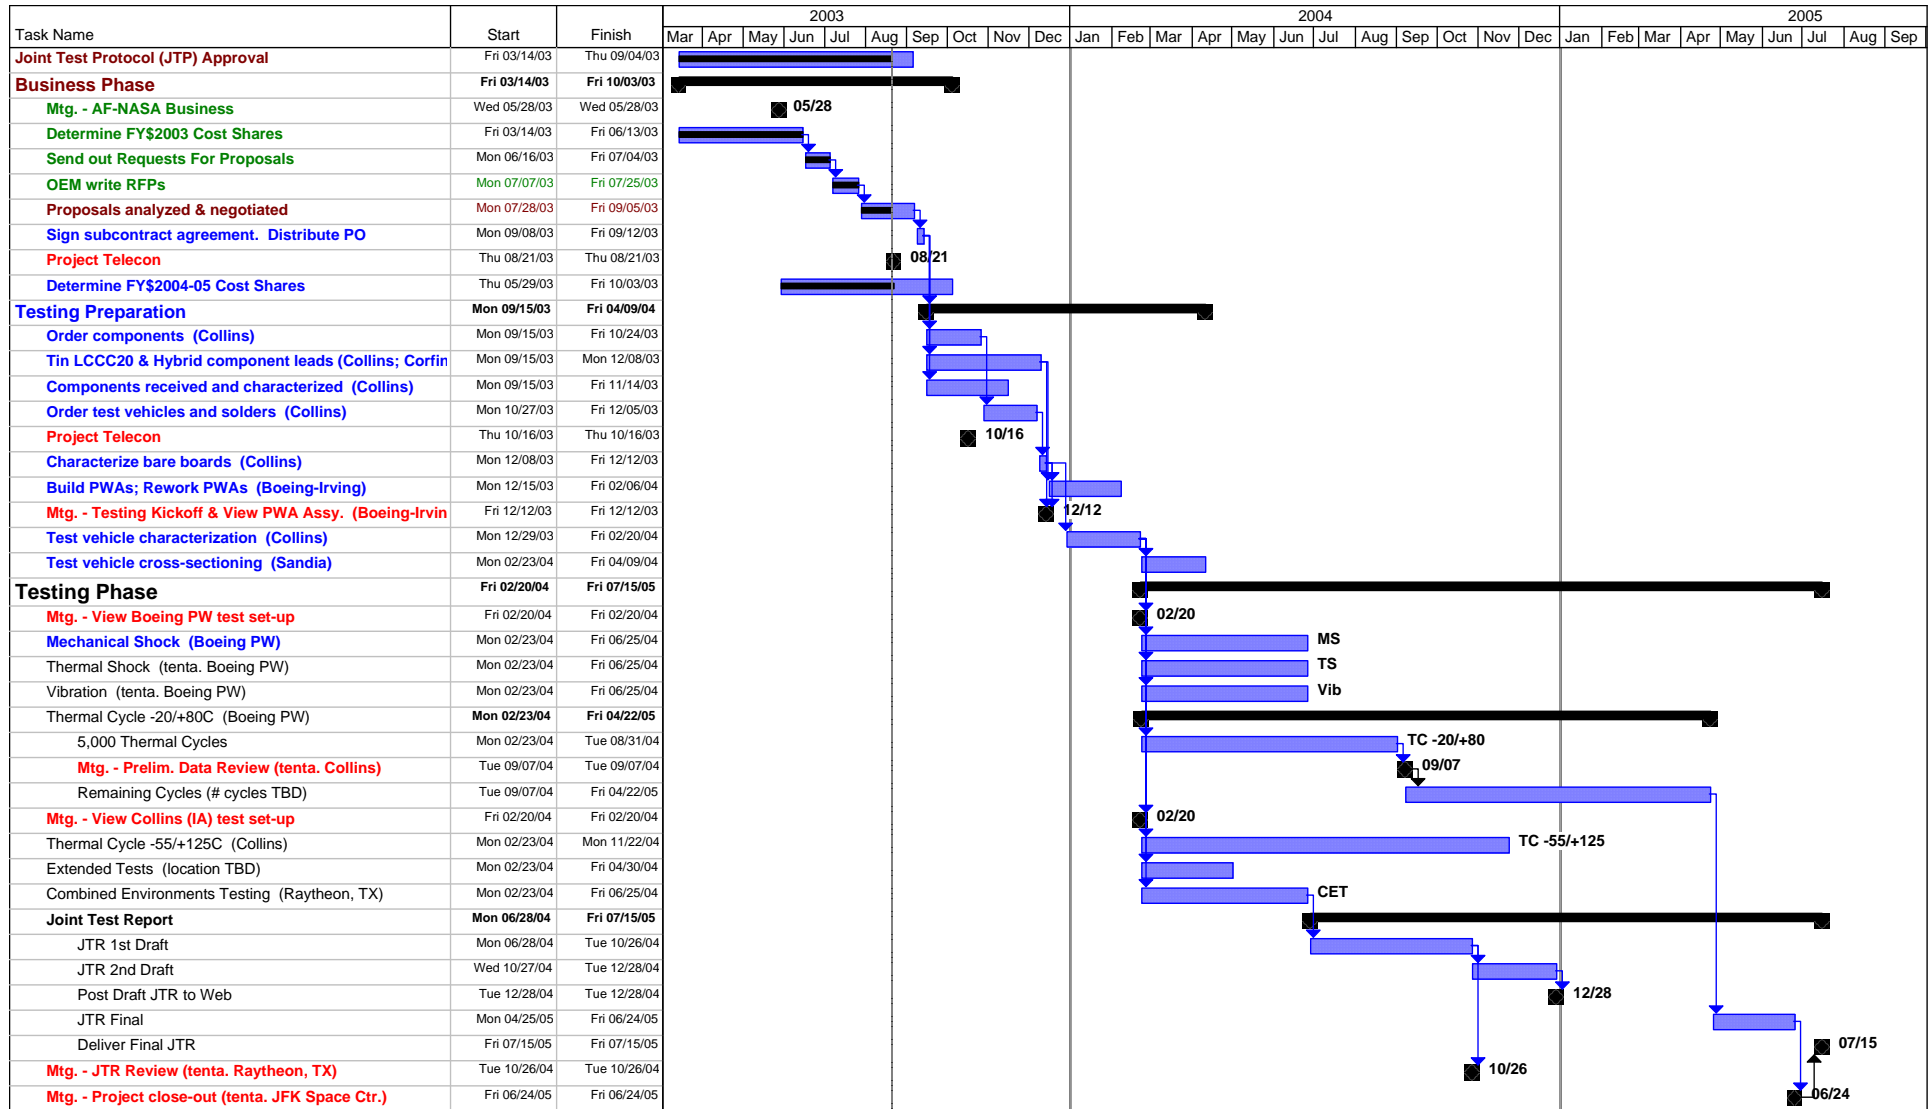 2003 2004 2005
Task Name Start Finish Mar Apr May Jun Jul Aug Sep Oct Nov Dec Jan Feb Mar Apr May Jun Jul Aug Sep Oct Nov Dec Jan Feb Mar Apr May Jun Jul Aug Sep
Joint Test Protocol (JTP) Approval Fri 03/14/03 Thu 09/04/03
Business Phase Fri 03/14/03 Fri 10/03/03
Mtg. - AF-NASA Business Wed 05/28/03 Wed 05/28/03 05/28
Determine FY$2003 Cost Shares Fri 03/14/03 Fri 06/13/03
Send out Requests For Proposals Mon 06/16/03 Fri 07/04/03
OEM write RFPs Mon 07/07/03 Fri 07/25/03
Proposals analyzed & negotiated Mon 07/28/03 Fri 09/05/03
Sign subcontract agreement. Distribute PO Mon 09/08/03 Fri 09/12/03
Project Telecon Thu 08/21/03 Thu 08/21/03 08/21
Determine FY$2004-05 Cost Shares Thu 05/29/03 Fri 10/03/03
Testing Preparation Mon 09/15/03 Fri 04/09/04
Order components (Collins) Mon 09/15/03 Fri 10/24/03
Tin LCCC20 & Hybrid component leads (Collins; Corfin Mon 09/15/03 Mon 12/08/03
Components received and characterized (Collins) Mon 09/15/03 Fri 11/14/03
Order test vehicles and solders (Collins) Mon 10/27/03 Fri 12/05/03
Project Telecon Thu 10/16/03 Thu 10/16/03 10/16
Characterize bare boards (Collins) Mon 12/08/03 Fri 12/12/03
Build PWAs; Rework PWAs (Boeing-Irving) Mon 12/15/03 Fri 02/06/04
Mtg. - Testing Kickoff & View PWA Assy. (Boeing-Irvin Fri 12/12/03 Fri 12/12/03 12/12
Test vehicle characterization (Collins) Mon 12/29/03 Fri 02/20/04
Test vehicle cross-sectioning (Sandia) Mon 02/23/04 Fri 04/09/04
Testing Phase Fri 02/20/04 Fri 07/15/05
Mtg. - View Boeing PW test set-up Fri 02/20/04 Fri 02/20/04 02/20
Mechanical Shock (Boeing PW) Mon 02/23/04 Fri 06/25/04 MS
Thermal Shock (tenta. Boeing PW) Mon 02/23/04 Fri 06/25/04 TS
Vibration (tenta. Boeing PW) Mon 02/23/04 Fri 06/25/04 Vib
Thermal Cycle -20/+80C (Boeing PW) Mon 02/23/04 Fri 04/22/05
5,000 Thermal Cycles Mon 02/23/04 Tue 08/31/04 TC -20/+80
Mtg. - Prelim. Data Review (tenta. Collins) Tue 09/07/04 Tue 09/07/04 09/07
Remaining Cycles (# cycles TBD) Tue 09/07/04 Fri 04/22/05
Mtg. - View Collins (IA) test set-up Fri 02/20/04 Fri 02/20/04 02/20
Thermal Cycle -55/+125C (Collins) Mon 02/23/04 Mon 11/22/04 TC -55/+125
Extended Tests (location TBD) Mon 02/23/04 Fri 04/30/04
Combined Environments Testing (Raytheon, TX) Mon 02/23/04 Fri 06/25/04 CET
Joint Test Report Mon 06/28/04 Fri 07/15/05
JTR 1st Draft Mon 06/28/04 Tue 10/26/04
JTR 2nd Draft Wed 10/27/04 Tue 12/28/04
Post Draft JTR to Web Tue 12/28/04 Tue 12/28/04 12/28
JTR Final Mon 04/25/05 Fri 06/24/05
Deliver Final JTR Fri 07/15/05 Fri 07/15/05 07/15
Mtg. - JTR Review (tenta. Raytheon, TX) Tue 10/26/04 Tue 10/26/04 10/26
Mtg. - Project close-out (tenta. JFK Space Ctr.) Fri 06/24/05 Fri 06/24/05 06/24